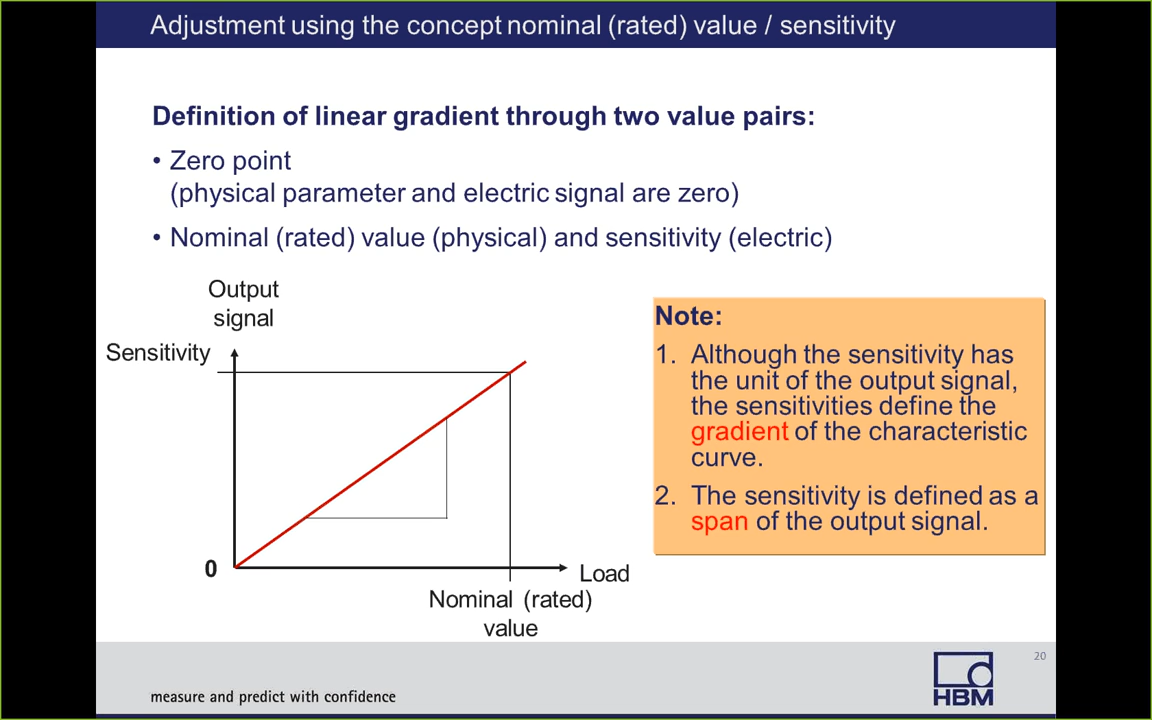 Adjustment using the concept nominal (rated) value / sensitivity
Definition of linear gradient through two value pairs:
• Zero point
(physical parameter and electric signal are zero)
• Nominal (rated) value (physical) and sensitivity (electric)
Output
signal
Sensitivity
0
Load
Nominal (rated)
value
Note:
1. Although the sensitivity has
the unit of the output signal,
the sensitivities define the
gradient of the characteristic
curve.
2. The sensitivity is defined as a
span of the output signal.
20
measure and predict with confidence
HBM